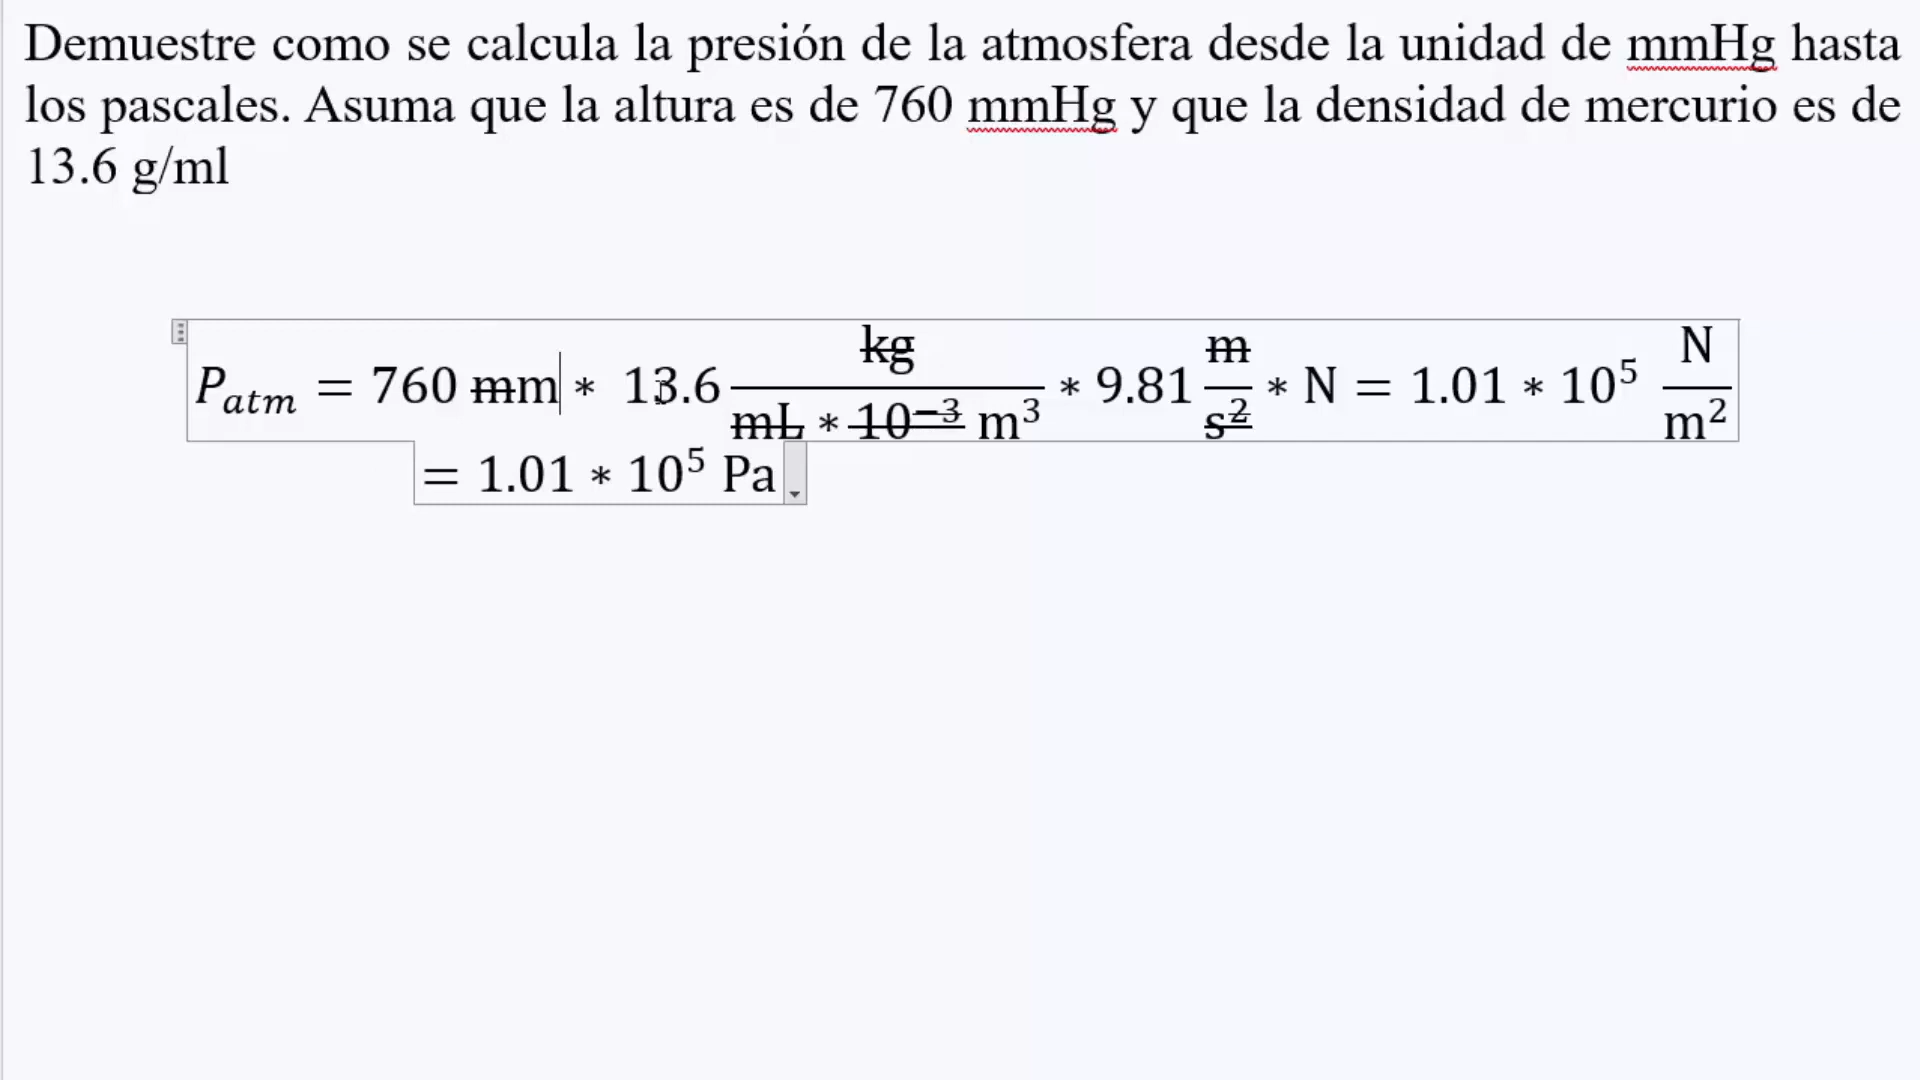 Demuestre como se calcula la presión de la atmosfera desde la unidad de mmHg hasta
los pascales. Asuma que la altura es de 760 mmHg y que la densidad de mercurio es de
13.6 g/ml
P_atm = 760 mm * 13.6 kg/(mL * 10^-3 m^3) * 9.81 m/s^2 * N = 1.01 * 10^5 N/m^2
= 1.01 * 10^5 Pa